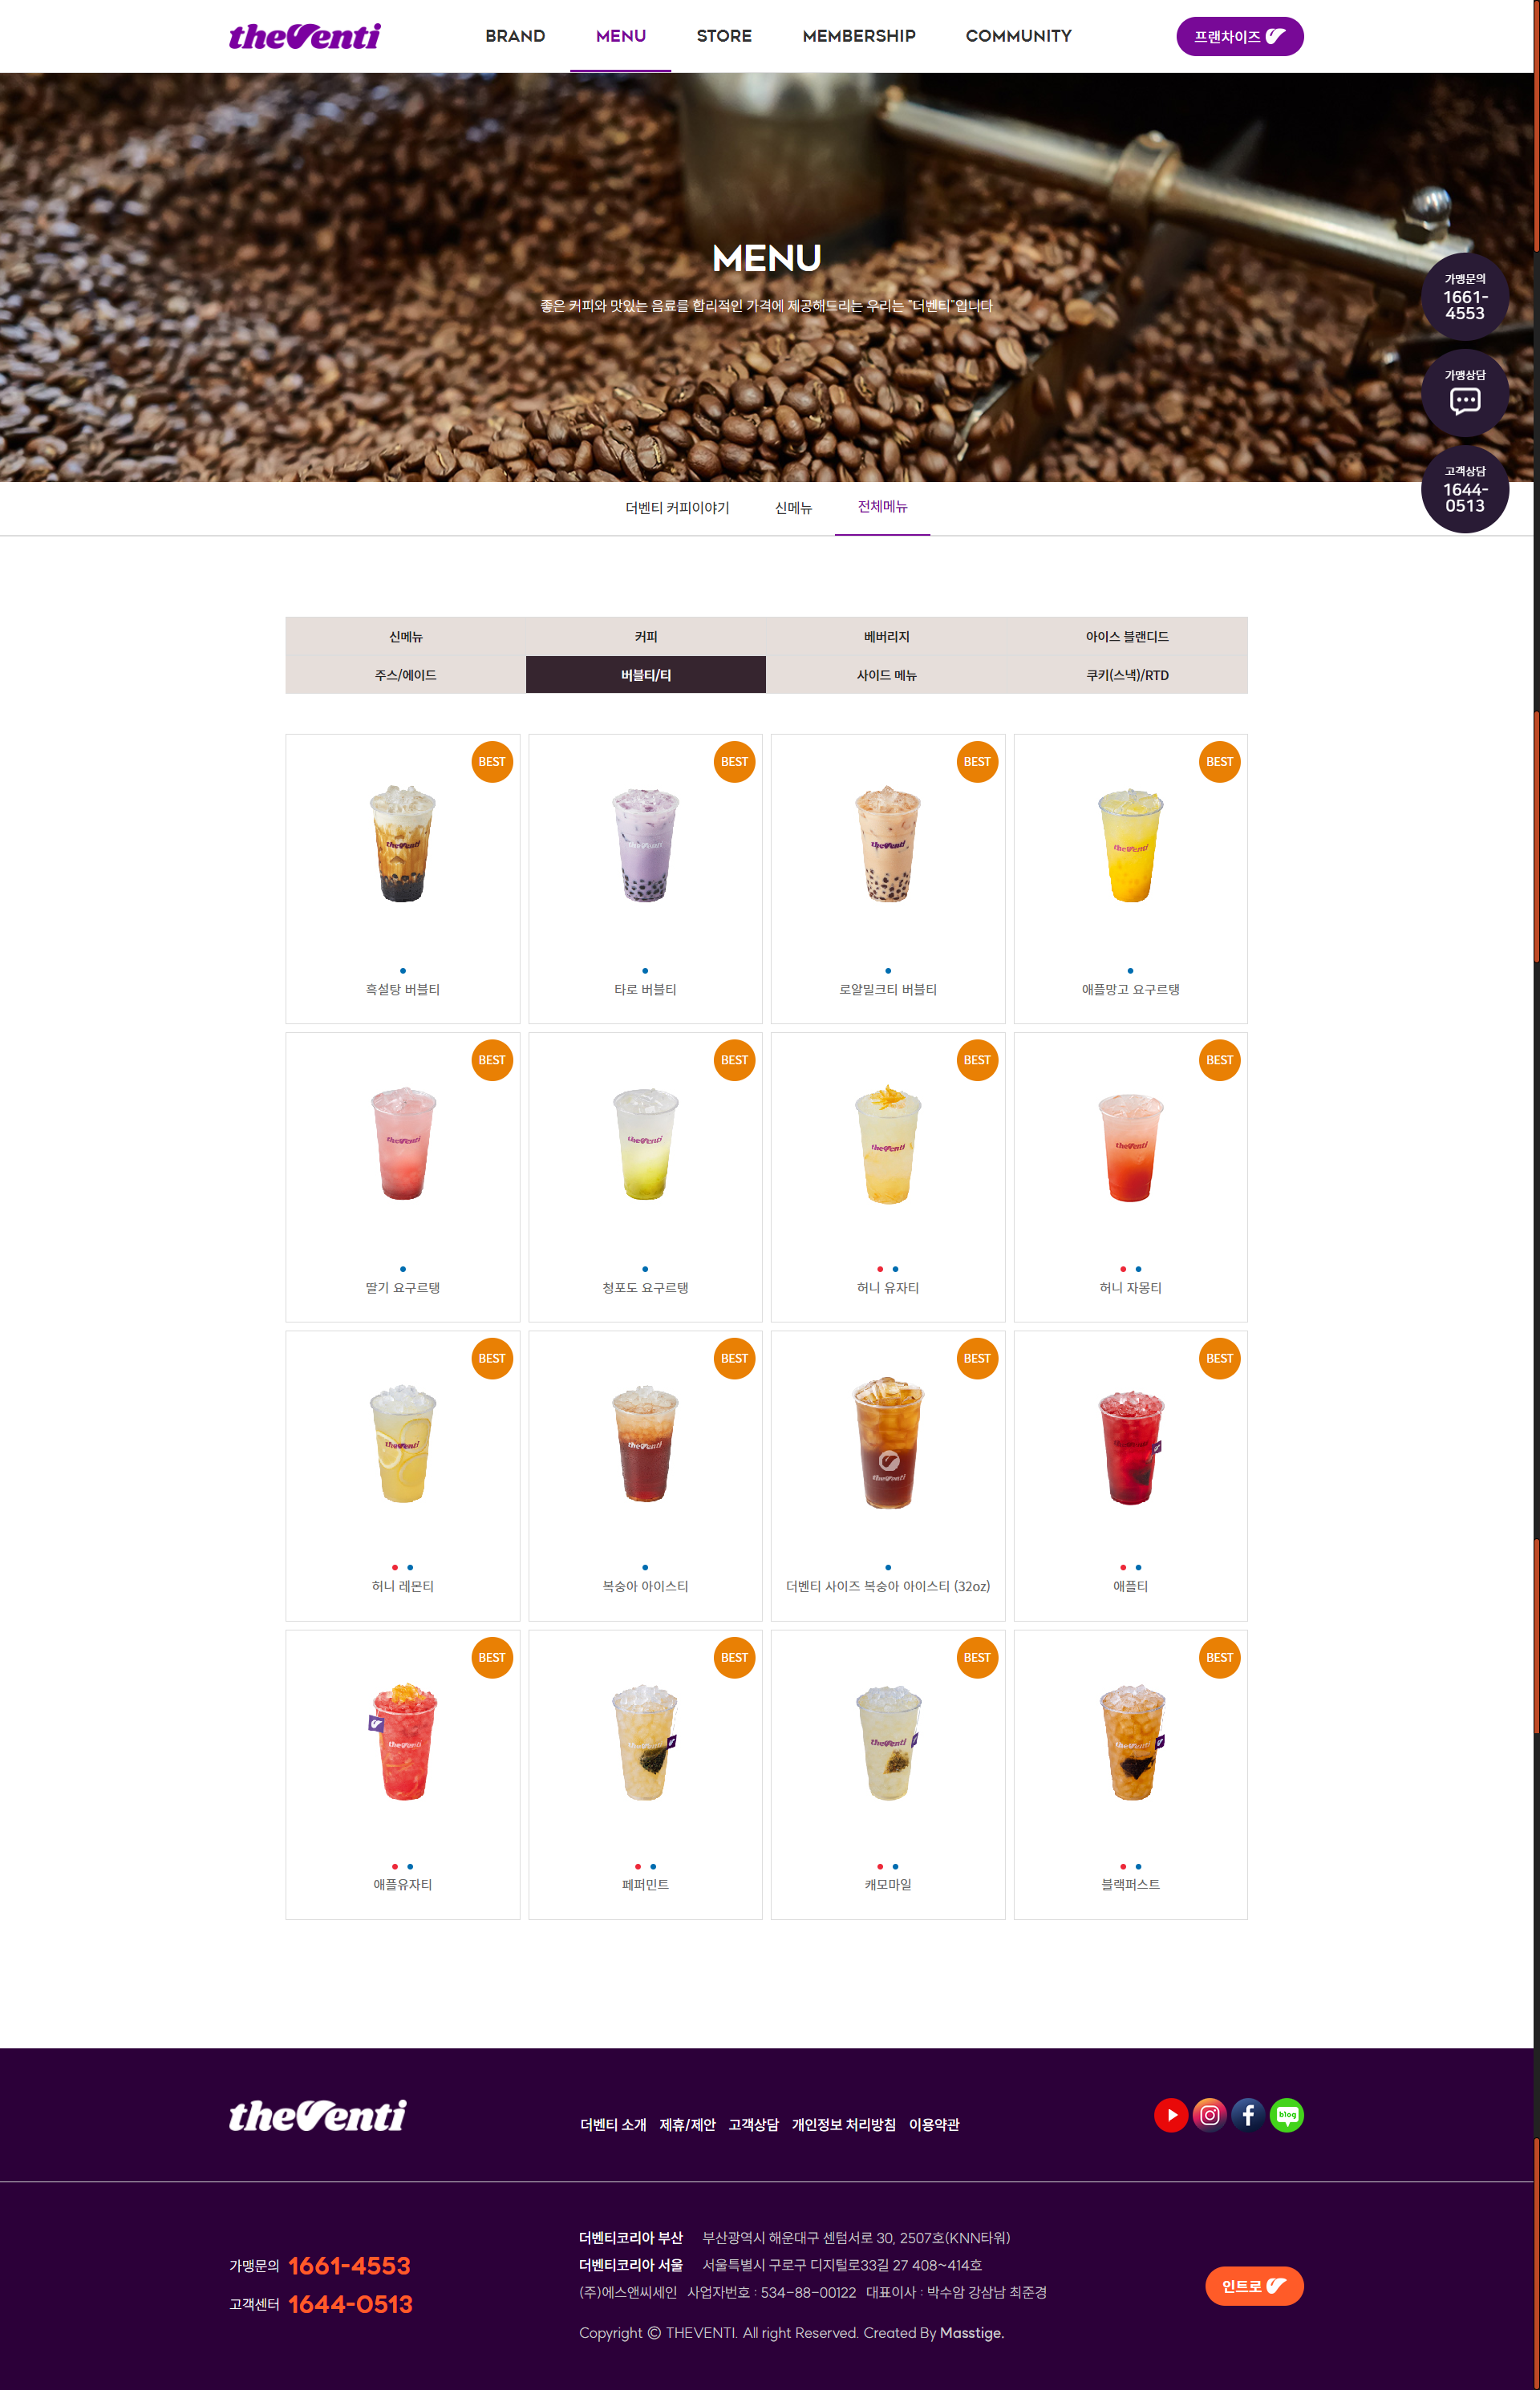 theVenti
BRAND
MENU
STORE
MEMBERSHIP
COMMUNITY
프랜차이즈
MENU
좋은 커피와 맛있는 음료를 합리적인 가격에 제공해드리는 우리는 "더벤티"입니다
가맹문의
1661-
4553
가맹상담
고객상담
1644-
0513
더벤티 커피이야기
신메뉴
전체메뉴
신메뉴
커피
베버리지
아이스 블랜디드
주스/에이드
버블티/티
사이드 메뉴
쿠키(스낵)/RTD
BEST
theVenti
흑설탕 버블티
BEST
theVenti
타로 버블티
BEST
theVenti
로얄밀크티 버블티
BEST
theVenti
애플망고 요구르탱
BEST
theVenti
딸기 요구르탱
BEST
theVenti
청포도 요구르탱
BEST
theVenti
허니 유자티
BEST
theVenti
허니 자몽티
BEST
theVenti
허니 레몬티
BEST
theVenti
복숭아 아이스티
BEST
theVenti
더벤티 사이즈 복숭아 아이스티 (32oz)
BEST
theVenti
애플티
BEST
theVenti
애플유자티
BEST
theVenti
페퍼민트
BEST
theVenti
캐모마일
BEST
theVenti
블랙퍼스트
theVenti
더벤티 소개
제휴/제안
고객상담
개인정보 처리방침
이용약관
blog
가맹문의 1661-4553
고객센터 1644-0513
더벤티코리아 부산 부산광역시 해운대구 센텀서로 30, 2507호(KNN타워)
더벤티코리아 서울 서울특별시 구로구 디지털로33길 27 408~414호
(주)에스앤씨세인 사업자번호 : 534-88-00122 대표이사 : 박수암 강삼남 최준경
Copyright © THEVENTI. All right Reserved. Created By Masstige.
인트로